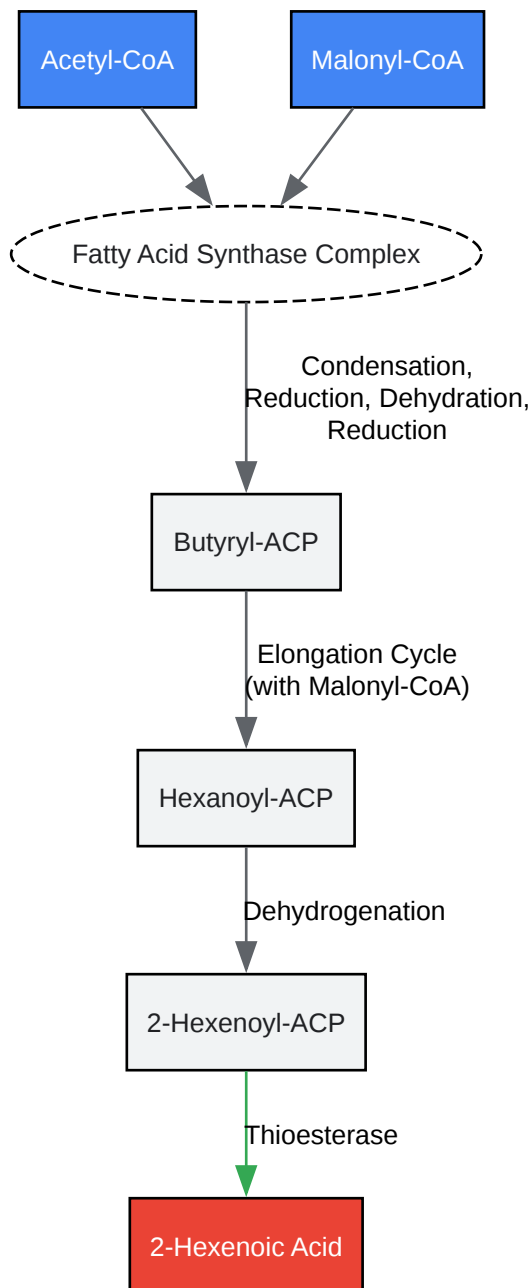 Acetyl-CoA
Malonyl-CoA
Fatty Acid Synthase Complex
Condensation,
Reduction, Dehydration,
Reduction
Butyryl-ACP
Elongation Cycle
(with Malonyl-CoA)
Hexanoyl-ACP
Dehydrogenation
2-Hexenoyl-ACP
Thioesterase
2-Hexenoic Acid